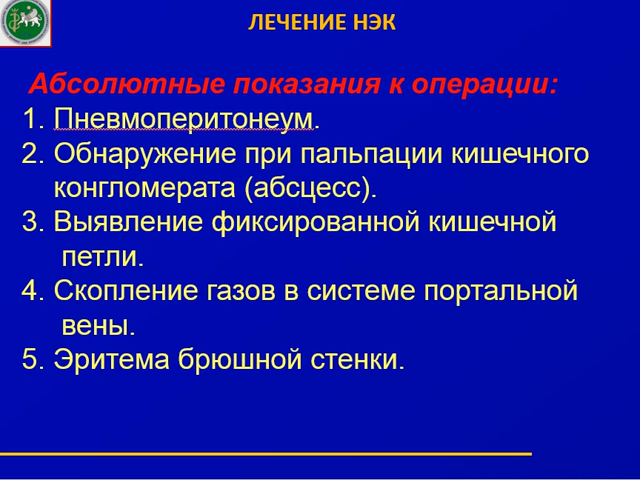 ЛЕЧЕНИЕ НЭК
Абсолютные показания к операции:
1. Пневмоперитонеум.
2. Обнаружение при пальпации кишечного
конгломерата (абсцесс).
3. Выявление фиксированной кишечной
петли.
4. Скопление газов в системе портальной
вены.
5. Эритема брюшной стенки.